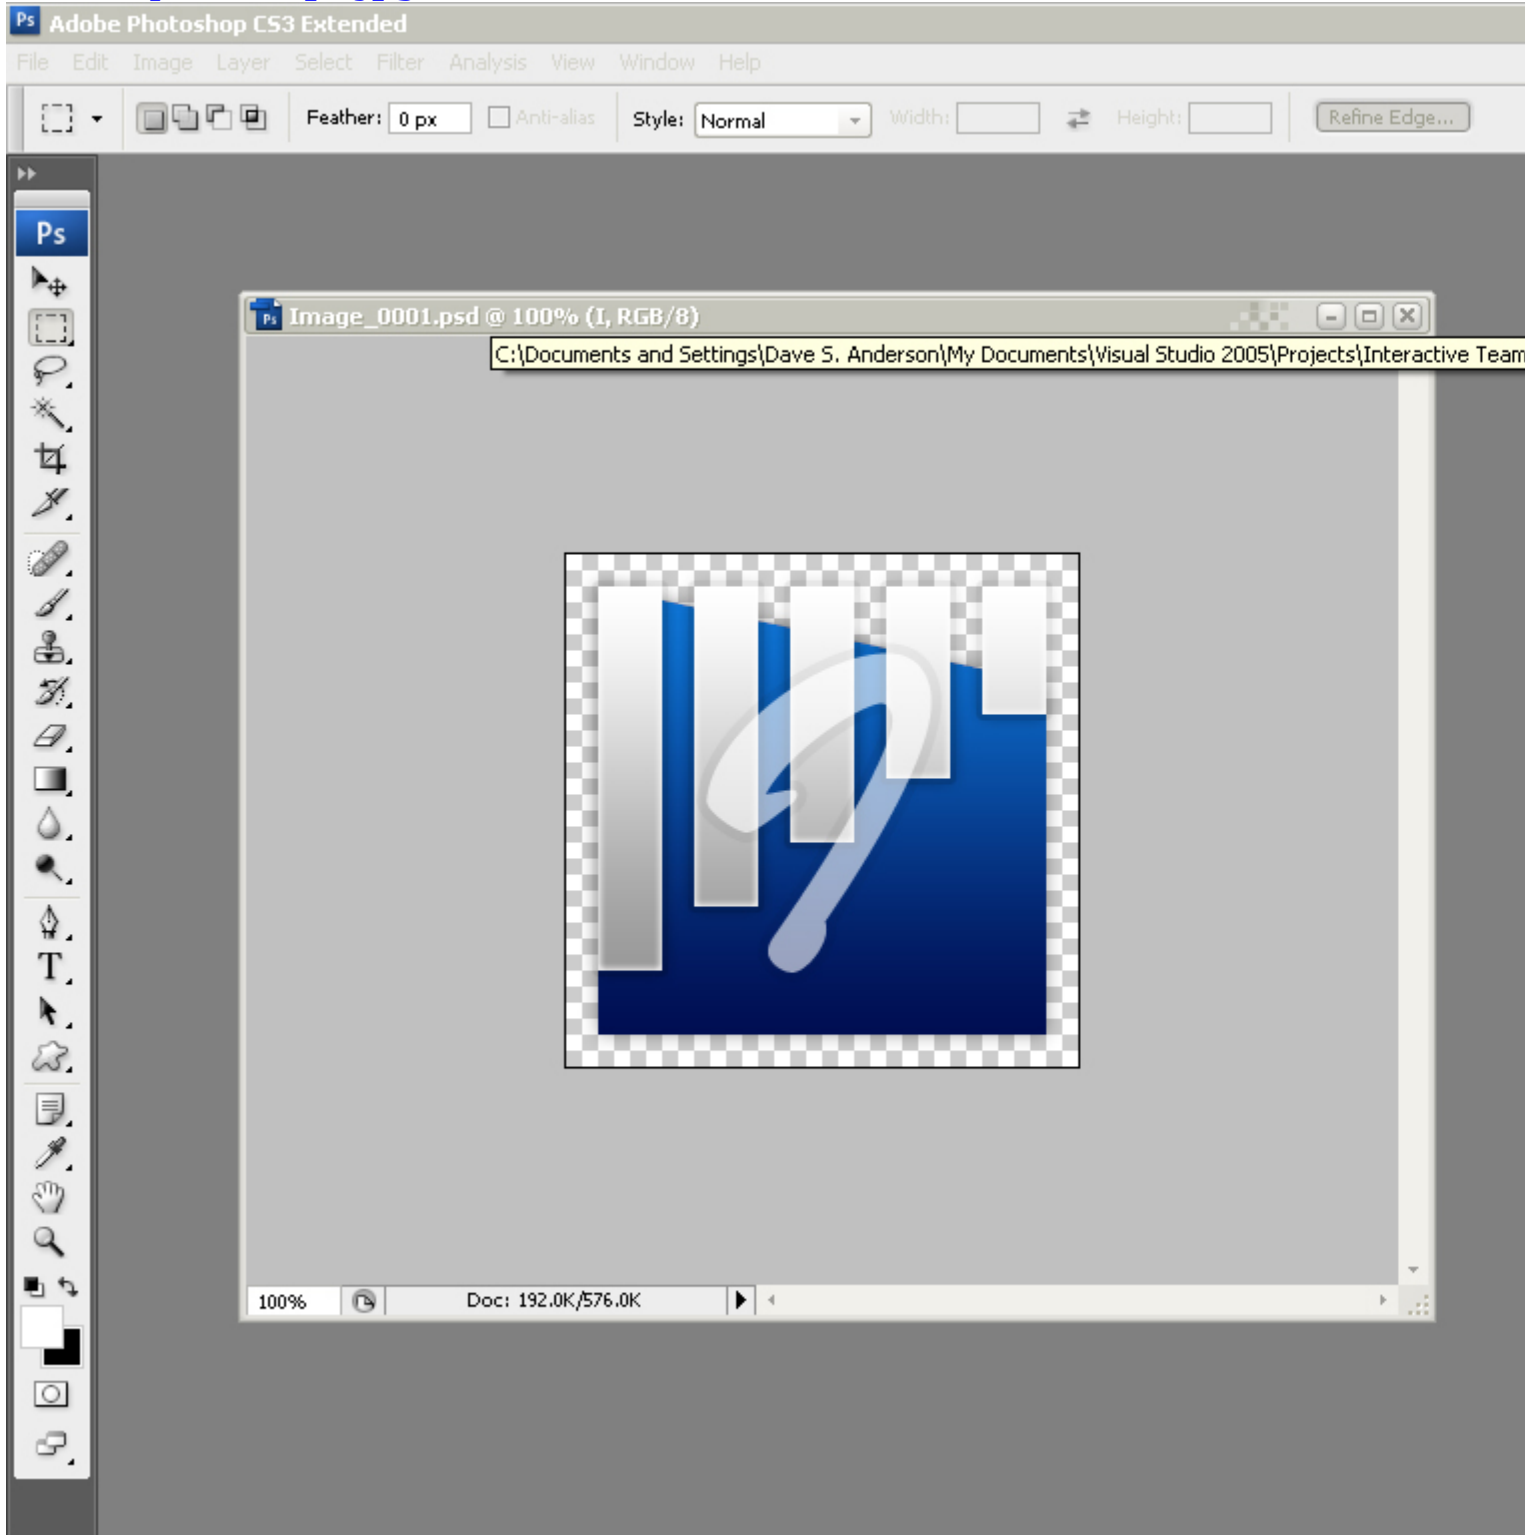 Ps Adobe Photoshop CS3 Extended
File Edit Image Layer Select Filter Analysis View Window Help
Feather: 0 px Anti-alias Style: Normal Width: Height: Refine Edge...
Ps
Image_0001.psd @ 100% (I, RGB/8)
C:\Documents and Settings\Dave S. Anderson\My Documents\Visual Studio 2005\Projects\Interactive Team
T
100% Doc: 192.0K/576.0K